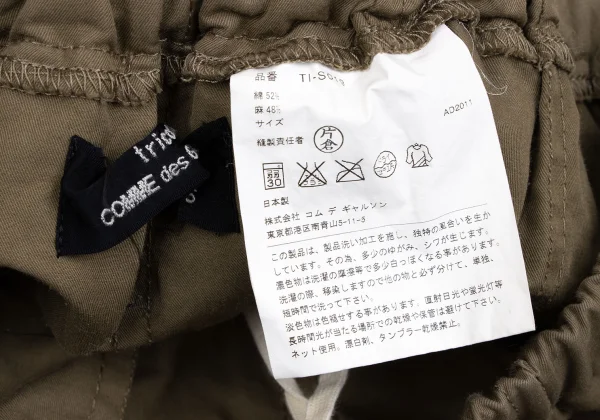 tricot
COMME des G
品番 TI-S019
綿 52%
麻 48%
サイズ
AD2011
縫製責任者 片倉
30
日本製
株式会社 コム デ ギャルソン
東京都港区南青山5-11-5
この製品は、製品洗い加工を施し、独特の風合いを生か
しています。その為、多少のゆがみ、シワが生じます。
濃色物は洗濯の摩擦等で多少白っぽくなる事があります。
洗濯の際、移染しますので他の物と必ず分けて、単独、
短時間で洗って下さい。
淡色物は色褪せする事があります。直射日光や蛍光灯等
長時間光が当たる場所での乾燥や保管は避けて下さい。
ネット使用。漂白剤、タンブラー乾燥禁止。